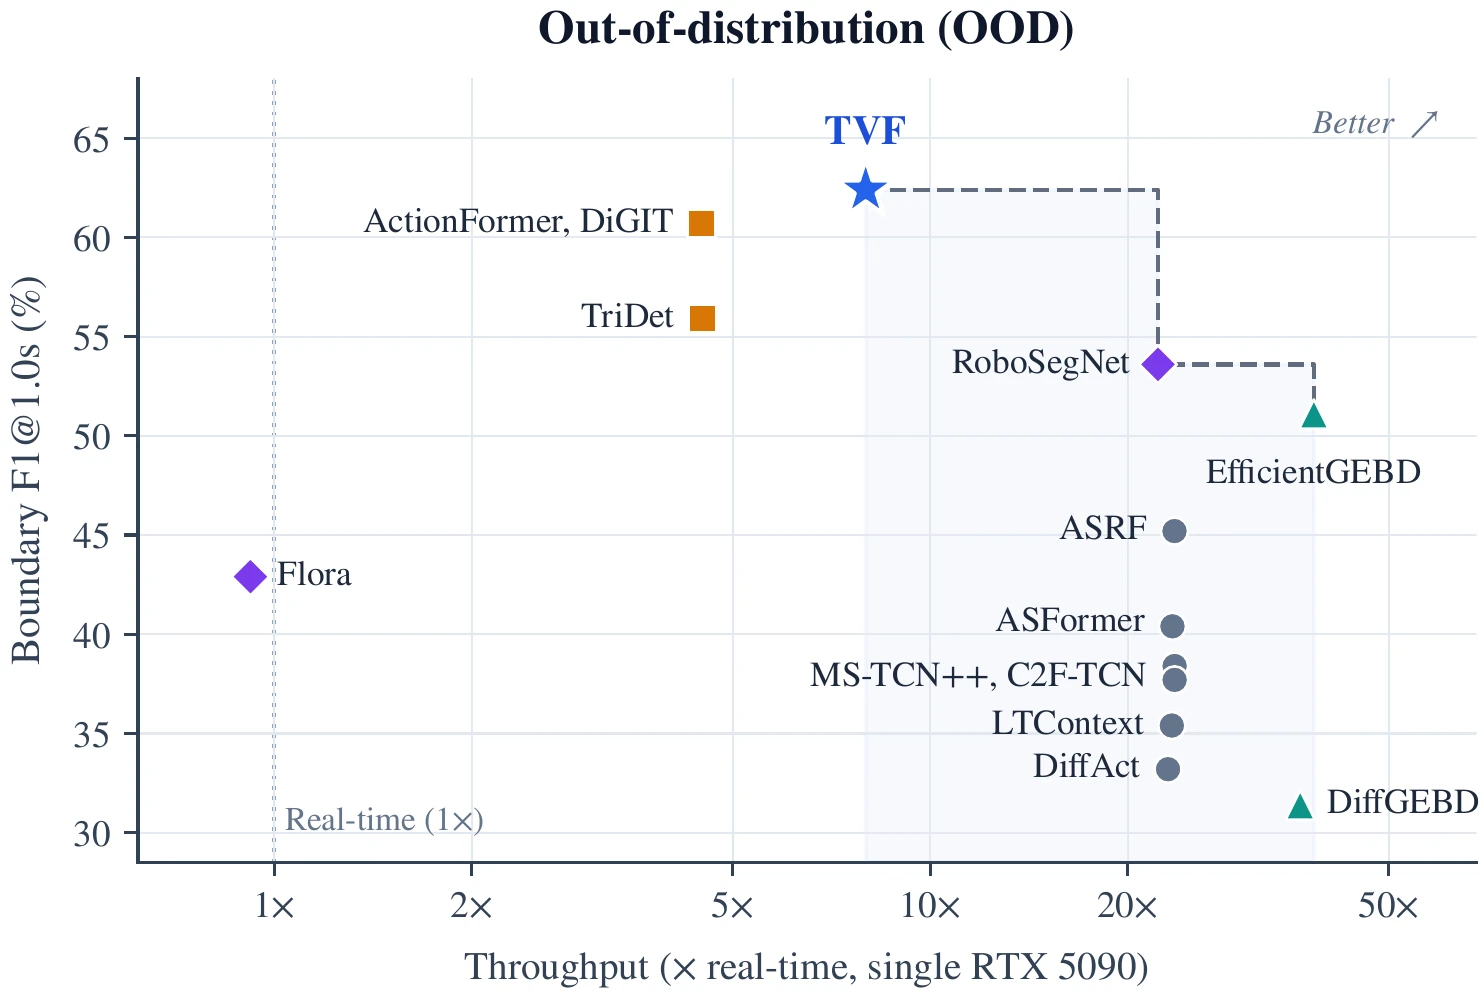 Out-of-distribution (OOD)
Better ↗
TVF
ActionFormer, DiGIT
TriDet
RoboSegNet
EfficientGEBD
ASRF
Flora
ASFormer
MS-TCN++, C2F-TCN
LTContext
DiffAct
DiffGEBD
Real-time (1×)
65
60
55
50
45
40
35
30
Boundary F1@1.0s (%)
1×
2×
5×
10×
20×
50×
Throughput (× real-time, single RTX 5090)